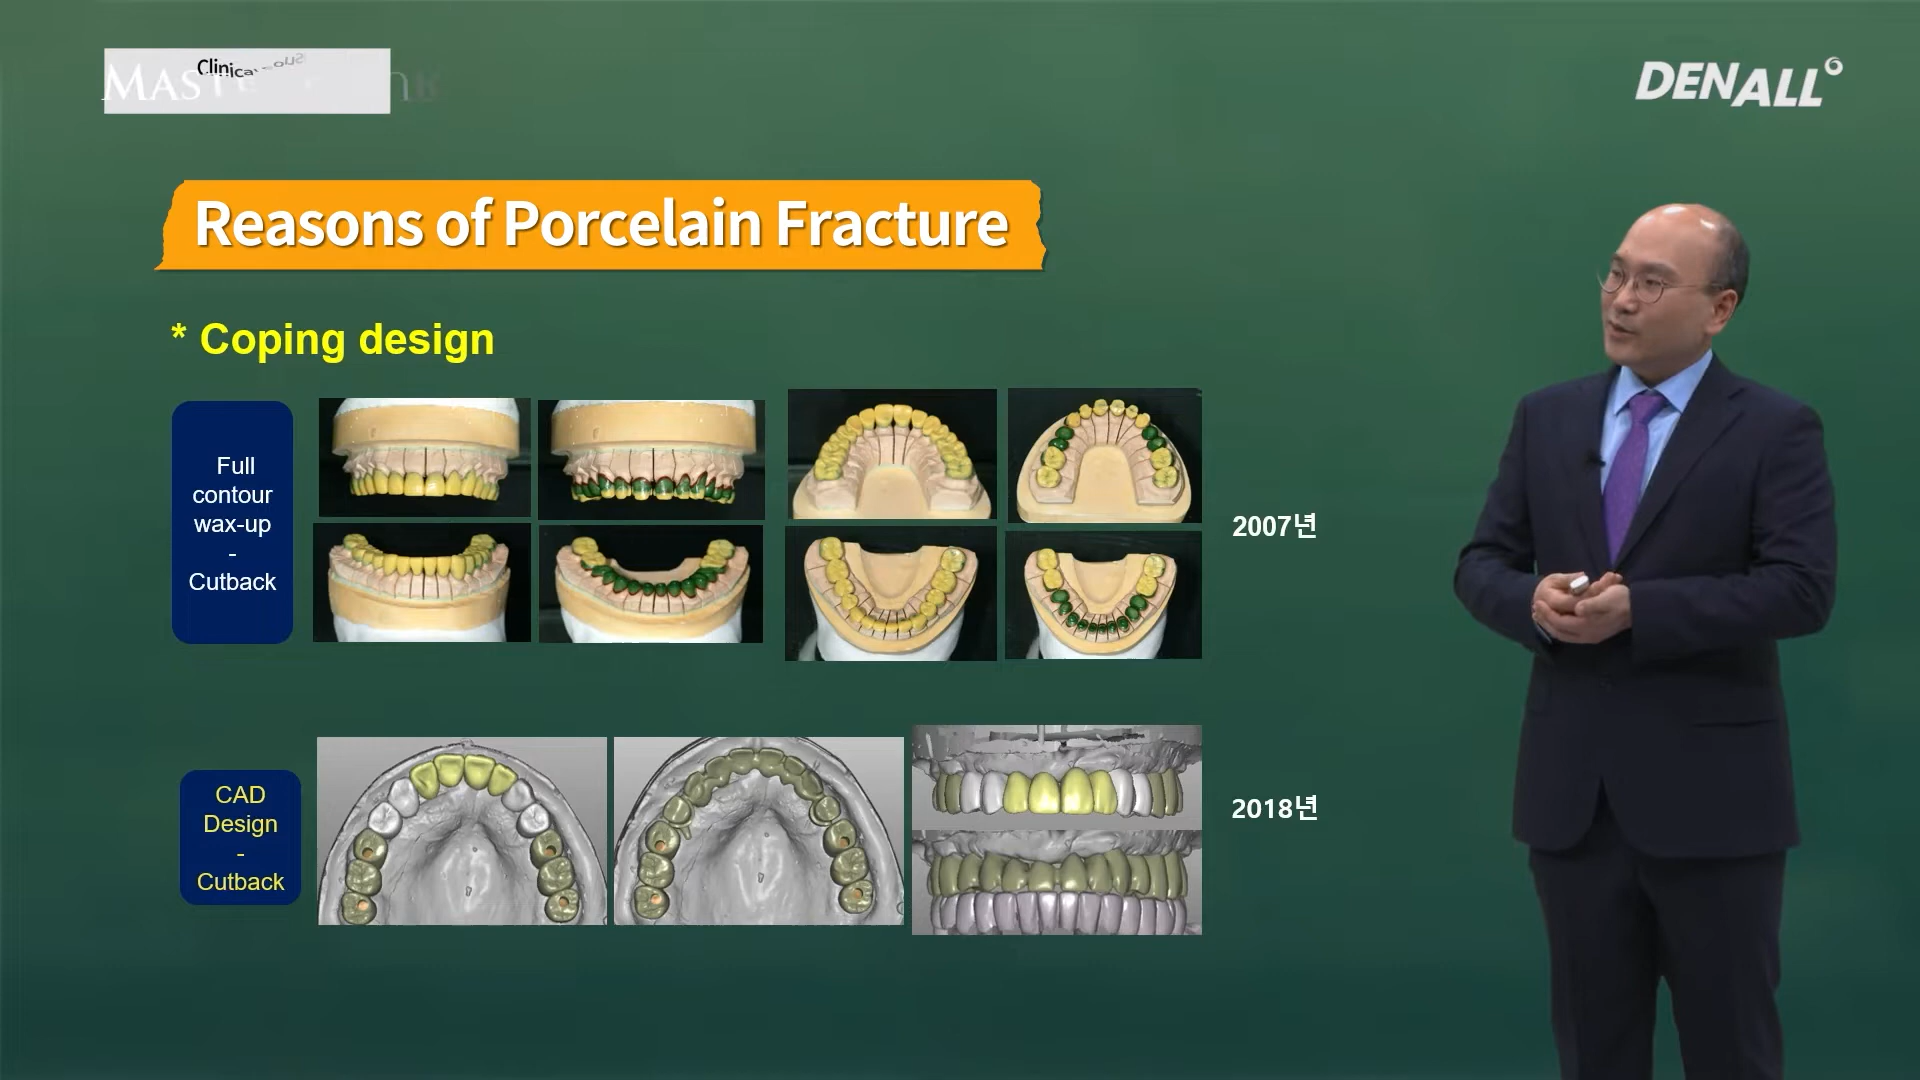 DENALL
Reasons of Porcelain Fracture
* Coping design
Full
contour
wax-up
-
Cutback
2007년
CAD
Design
-
Cutback
2018년